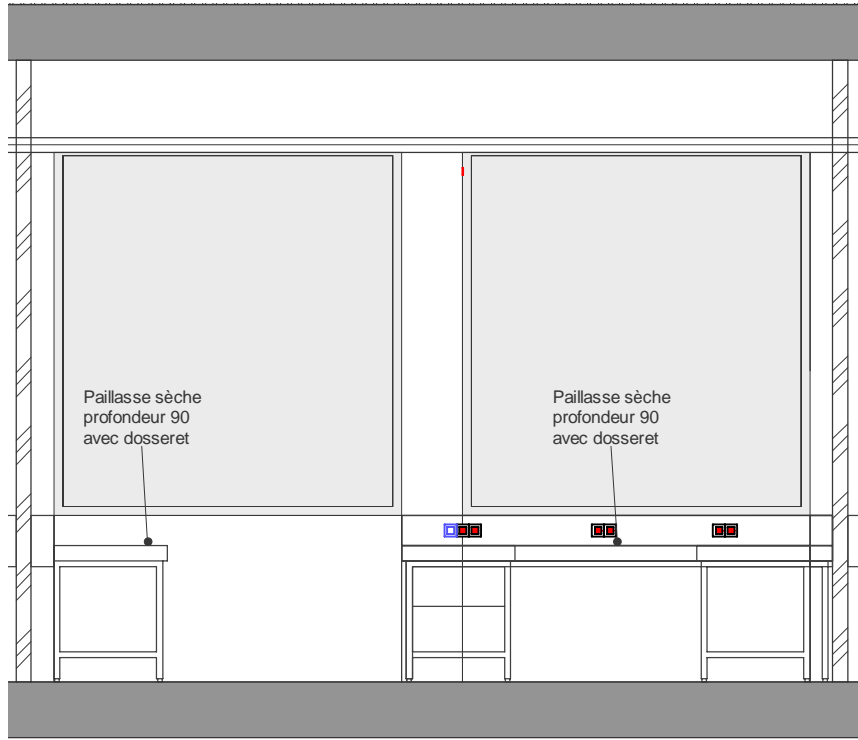 Paillasse sèche
profondeur 90
avec dosseret
Paillasse sèche
profondeur 90
avec dosseret